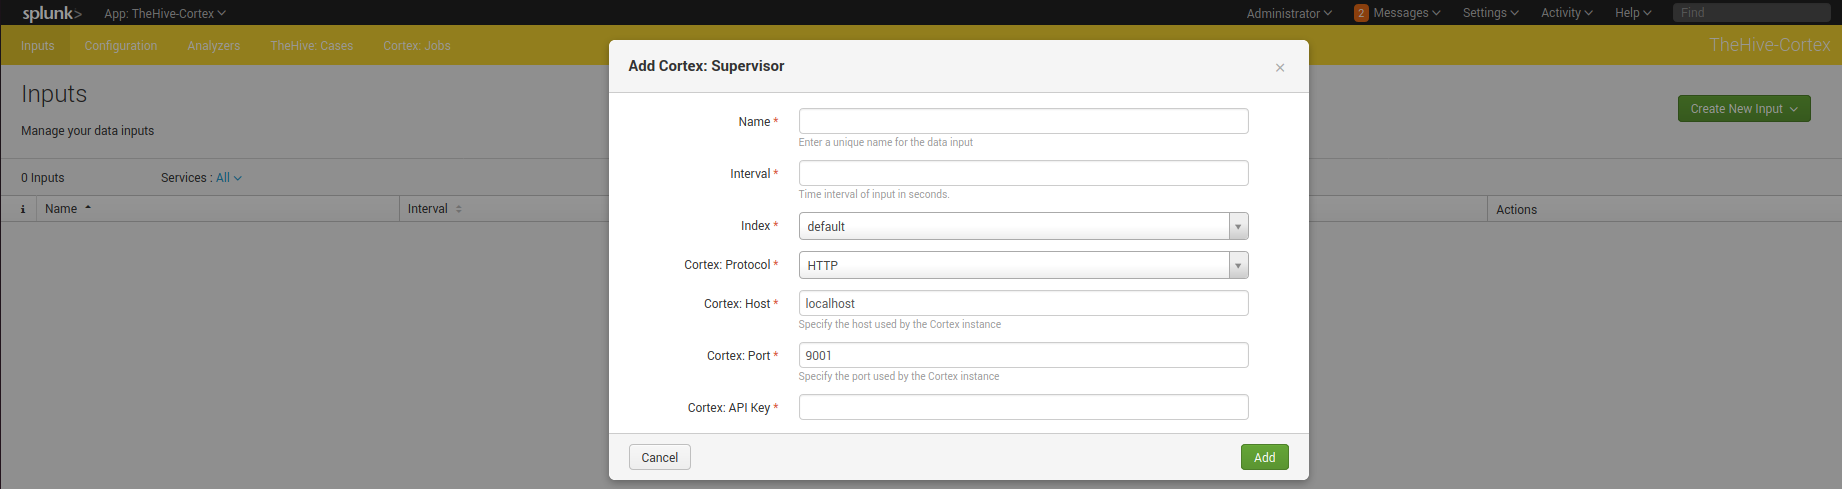 splunk> App: TheHive-Cortex Administrator 2 Messages Settings Activity Help Find
Inputs Configuration Analyzers TheHive: Cases Cortex: Jobs TheHive-Cortex
Inputs
Manage your data inputs
Create New Input
0 Inputs Services : All
i Name Interval Actions
Add Cortex: Supervisor ×
Name *
Enter a unique name for the data input
Interval *
Time interval of input in seconds.
Index * default
Cortex: Protocol * HTTP
Cortex: Host * localhost
Specify the host used by the Cortex instance
Cortex: Port * 9001
Specify the port used by the Cortex instance
Cortex: API Key *
Cancel Add